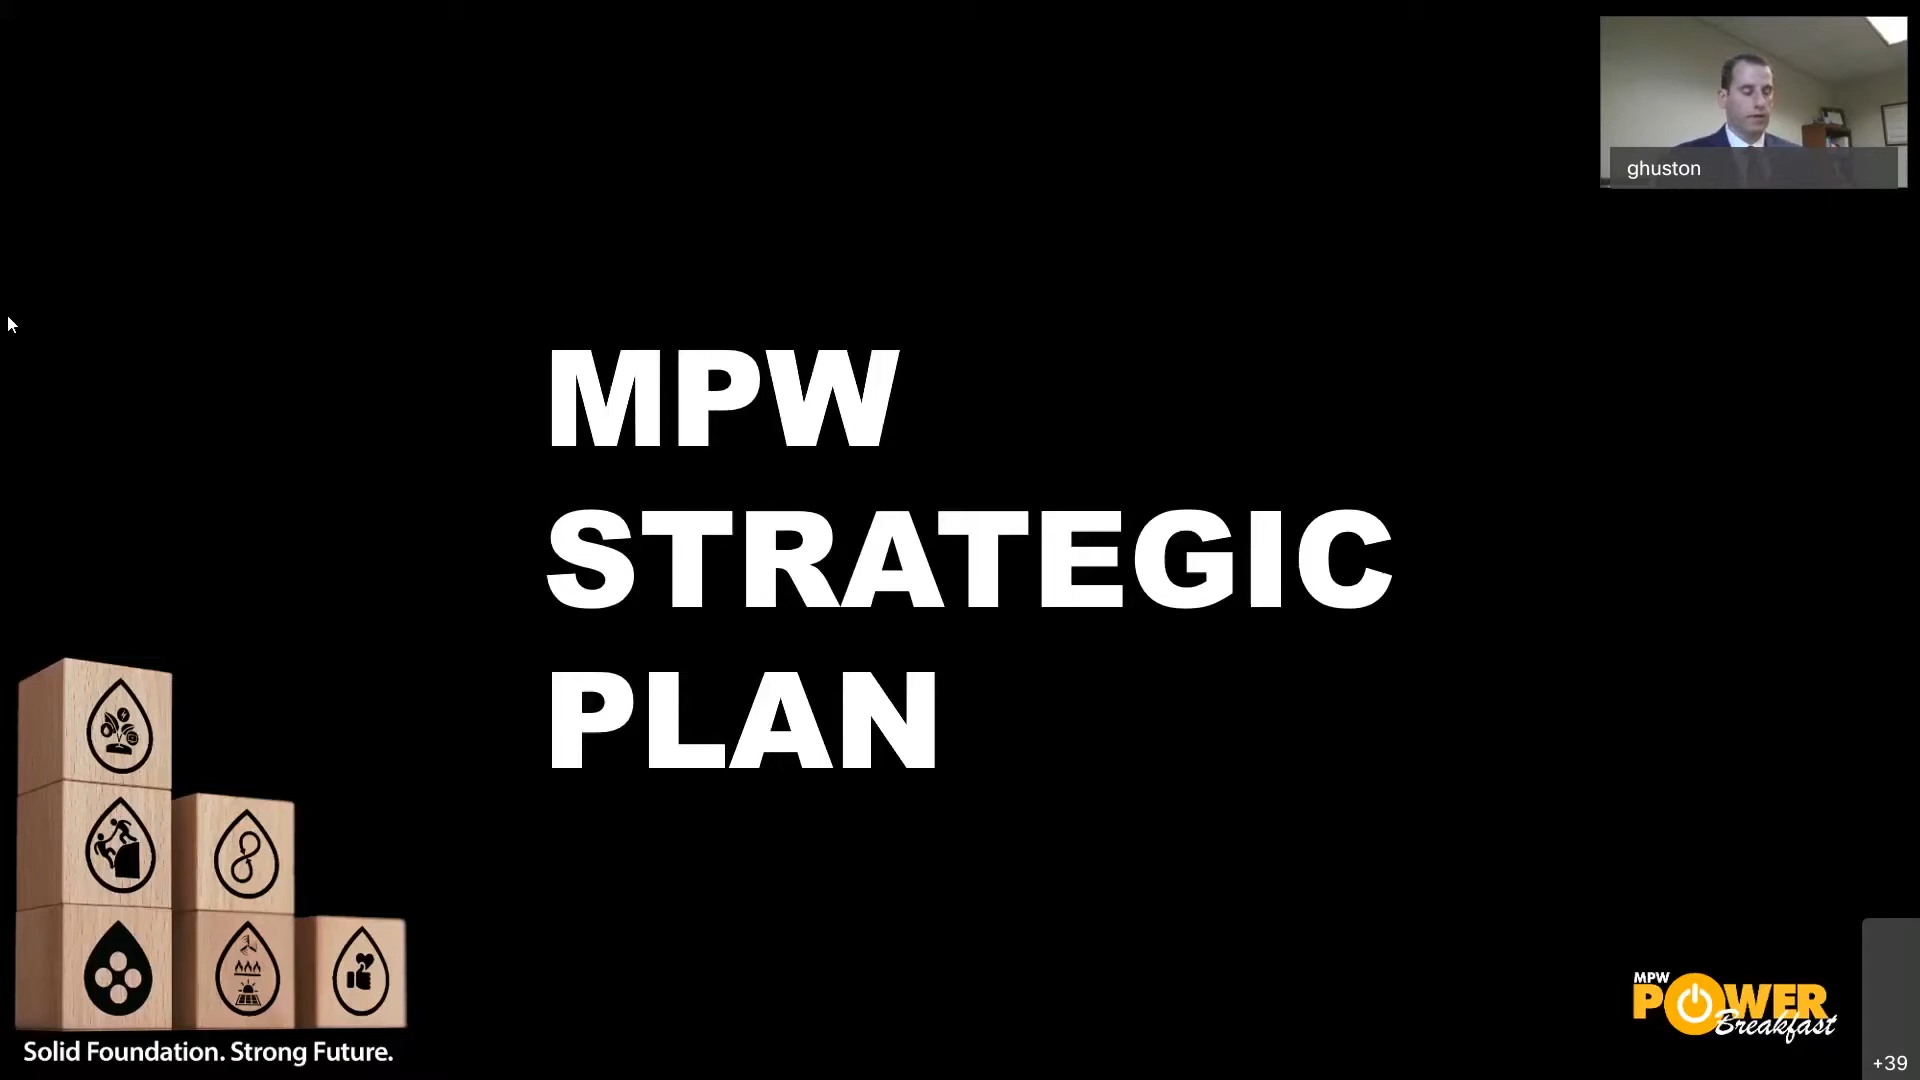 ghuston
MPW
STRATEGIC
PLAN
Solid Foundation. Strong Future.
MPW
POWER
Breakfast
+39